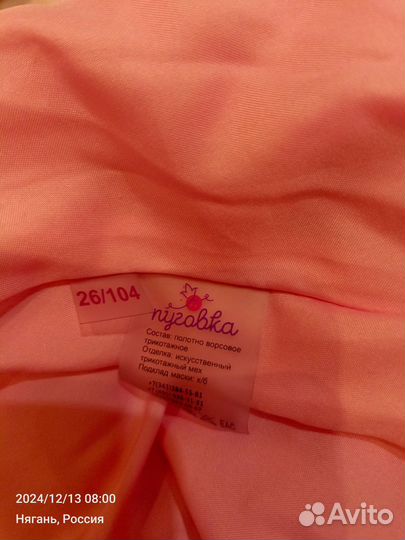 26/104
пуговка
Состав: полотно ворсовое
трикотажное
Отделка: искусственный
трикотажный мех
Подклад маски: х/б
EAC
2024/12/13 08:00
Нягань, Россия
Avito